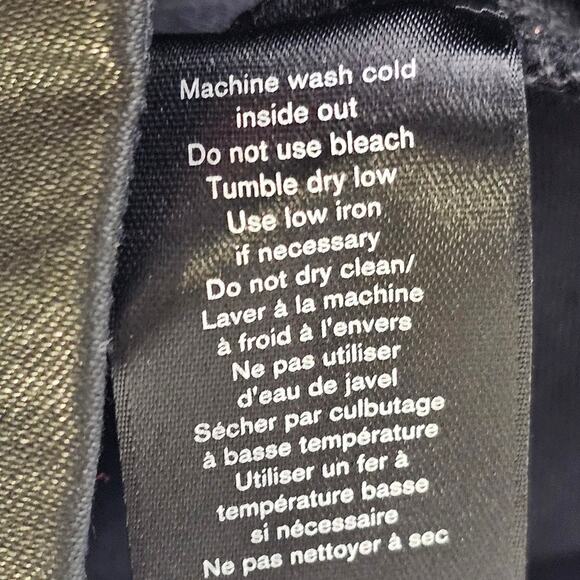 Machine wash cold
inside out
Do not use bleach
Tumble dry low
Use low iron
if necessary
Do not dry clean/
Laver à la machine
à froid à l'envers
Ne pas utiliser
d'eau de javel
Sécher par culbutage
à basse température
Utiliser un fer à
température basse
si nécessaire
Ne pas nettoyer à sec